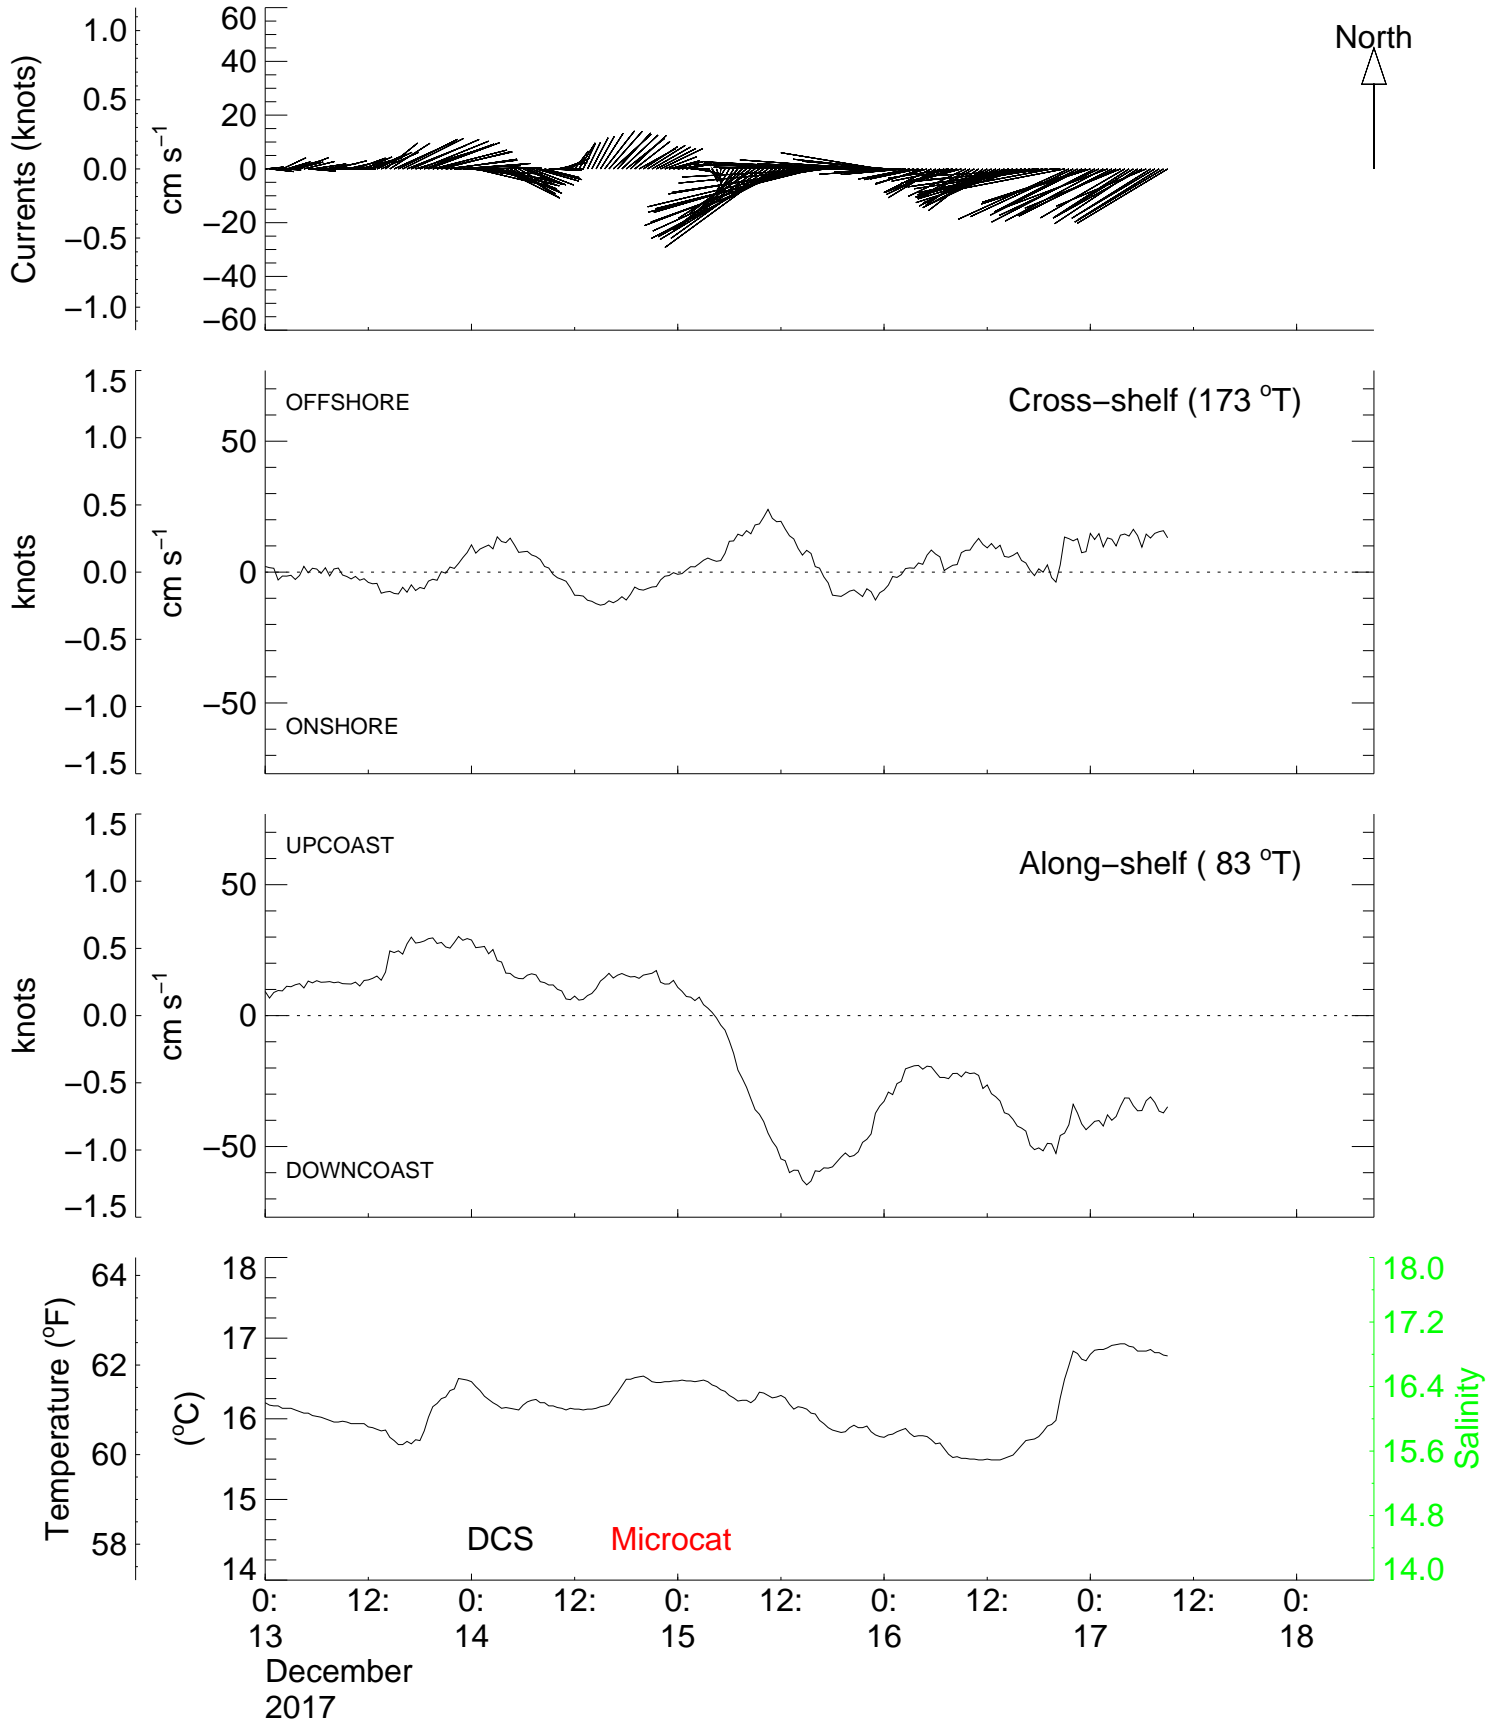 Currents (knots)
1.0
0.5
0.0
−0.5
−1.0
cm s−1
60
40
20
0
−20
−40
−60
North
knots
1.5
1.0
0.5
0.0
−0.5
−1.0
−1.5
cm s−1
50
0
−50
OFFSHORE
Cross−shelf (173 oT)
ONSHORE
knots
1.5
1.0
0.5
0.0
−0.5
−1.0
−1.5
cm s−1
50
0
−50
UPCOAST
Along−shelf ( 83 oT)
DOWNCOAST
Temperature (oF)
64
62
60
58
(oC)
18
17
16
15
14
DCS Microcat
18.0
17.2
16.4
15.6
14.8
14.0
Salinity
0: 12: 0: 12: 0: 12: 0: 12: 0: 12: 0:
13 14 15 16 17 18
December
2017